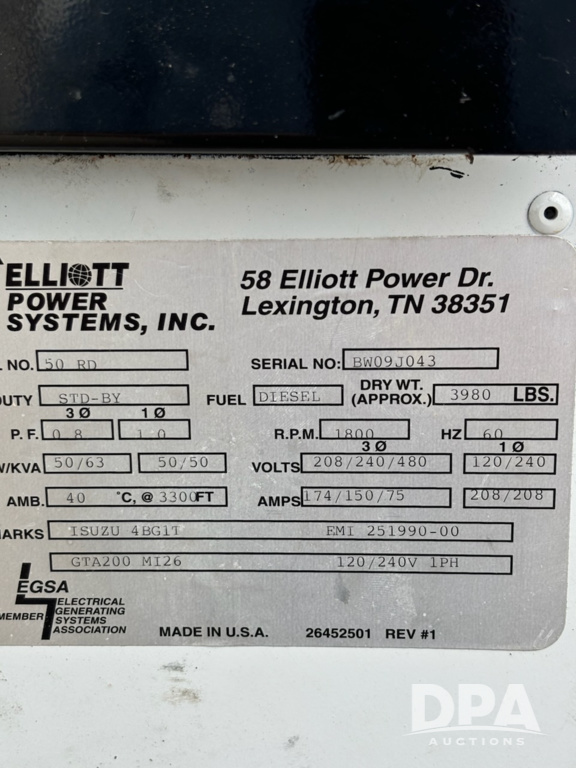 ELLIOTT
POWER
SYSTEMS, INC.
58 Elliott Power Dr.
Lexington, TN 38351
L NO. 50 RD SERIAL NO: BW09J043
DUTY STD-BY FUEL DIESEL DRY WT. (APPROX.) 3980 LBS.
3Ø 1Ø
P.F. 0.8 1.0 R.P.M. 1800 HZ 60
3Ø 1Ø
W/KVA 50/63 50/50 VOLTS 208/240/480 120/240
AMB. 40 °C, @ 3300FT AMPS 174/150/75 208/208
ARKS ISUZU 4BG1T EMI 251990-00
GTA200 MI26 120/240V 1PH
EGSA
MEMBER
ELECTRICAL
GENERATING
SYSTEMS
ASSOCIATION
MADE IN U.S.A. 26452501 REV #1
DPA
AUCTIONS